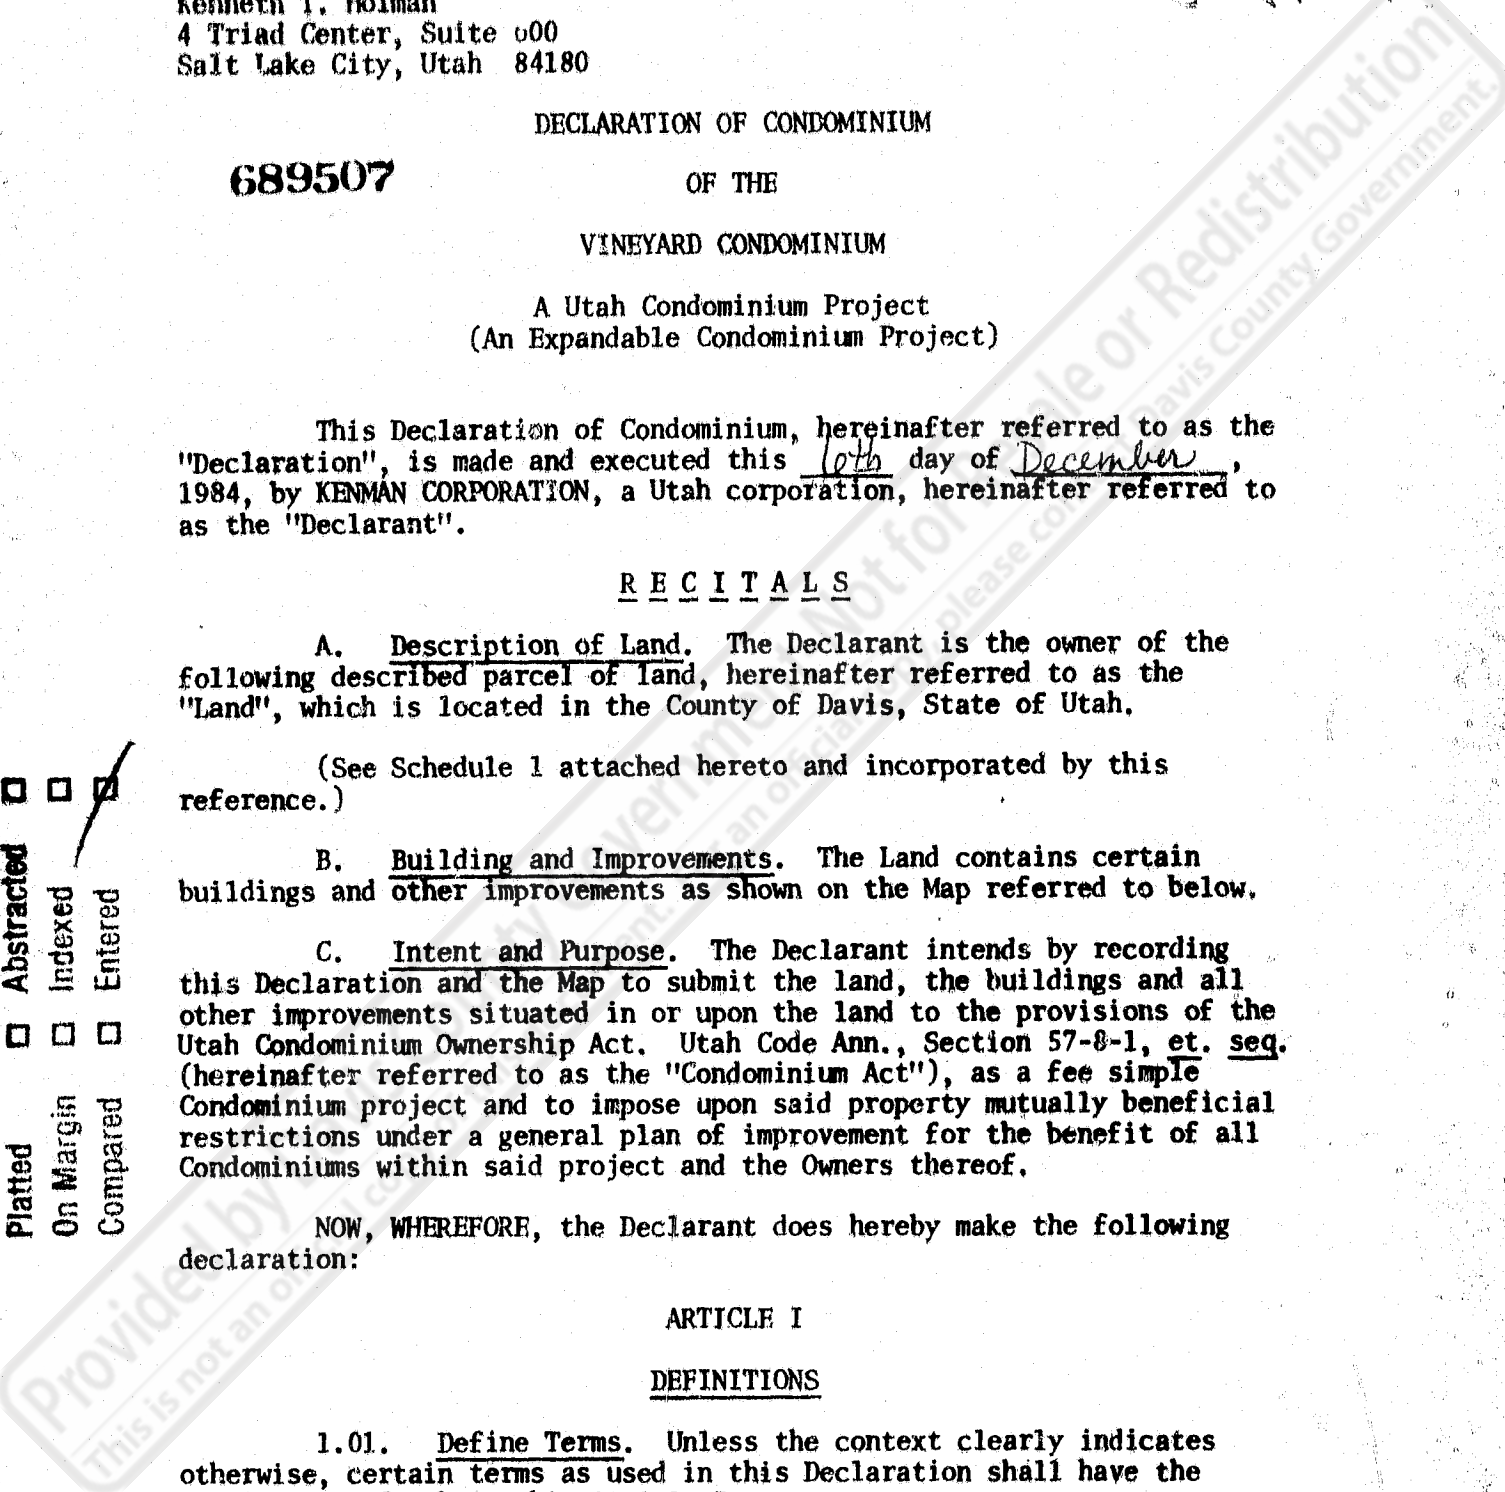 Kenneth T. Holman
4 Triad Center, Suite 600
Salt Lake City, Utah 84180
DECLARATION OF CONDOMINIUM
689507
OF THE
VINEYARD CONDOMINIUM
A Utah Condominium Project
(An Expandable Condominium Project)
This Declaration of Condominium, hereinafter referred to as the
"Declaration", is made and executed this 10th day of December,
1984, by KENMAN CORPORATION, a Utah corporation, hereinafter referred to
as the "Declarant".
R E C I T A L S
A. Description of Land. The Declarant is the owner of the
following described parcel of land, hereinafter referred to as the
"Land", which is located in the County of Davis, State of Utah.
(See Schedule 1 attached hereto and incorporated by this
reference.)
B. Building and Improvements. The Land contains certain
buildings and other improvements as shown on the Map referred to below.
C. Intent and Purpose. The Declarant intends by recording
this Declaration and the Map to submit the land, the buildings and all
other improvements situated in or upon the land to the provisions of the
Utah Condominium Ownership Act. Utah Code Ann., Section 57-8-1, et. seq.
(hereinafter referred to as the "Condominium Act"), as a fee simple
Condominium project and to impose upon said property mutually beneficial
restrictions under a general plan of improvement for the benefit of all
Condominiums within said project and the Owners thereof.
NOW, WHEREFORE, the Declarant does hereby make the following
declaration:
ARTICLE I
DEFINITIONS
1.01. Define Terms. Unless the context clearly indicates
otherwise, certain terms as used in this Declaration shall have the
Platted Abstracted
On Margin Indexed
Compared Entered